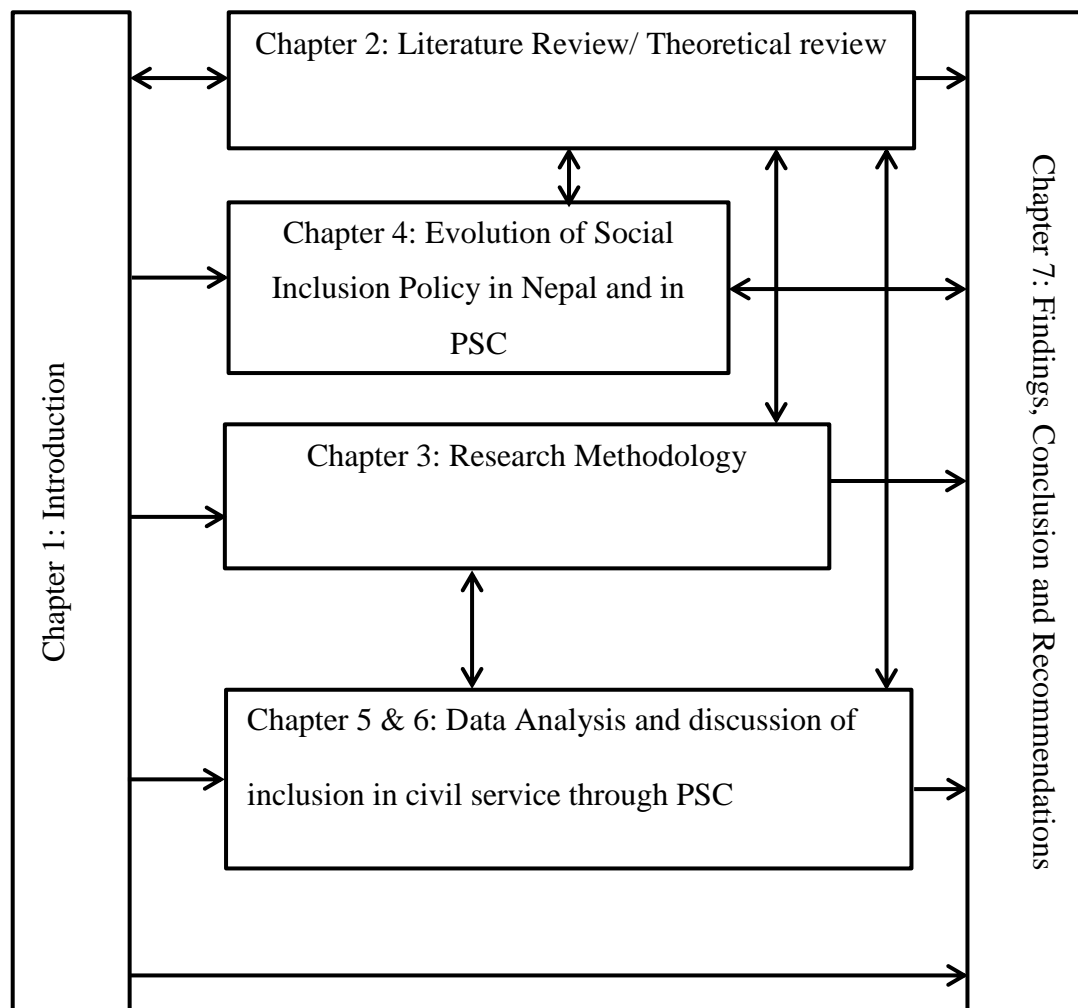 Chapter 1: Introduction
Chapter 2: Literature Review/ Theoretical review
Chapter 4: Evolution of Social
Inclusion Policy in Nepal and in
PSC
Chapter 3: Research Methodology
Chapter 5 & 6: Data Analysis and discussion of
inclusion in civil service through PSC
Chapter 7: Findings, Conclusion and Recommendations